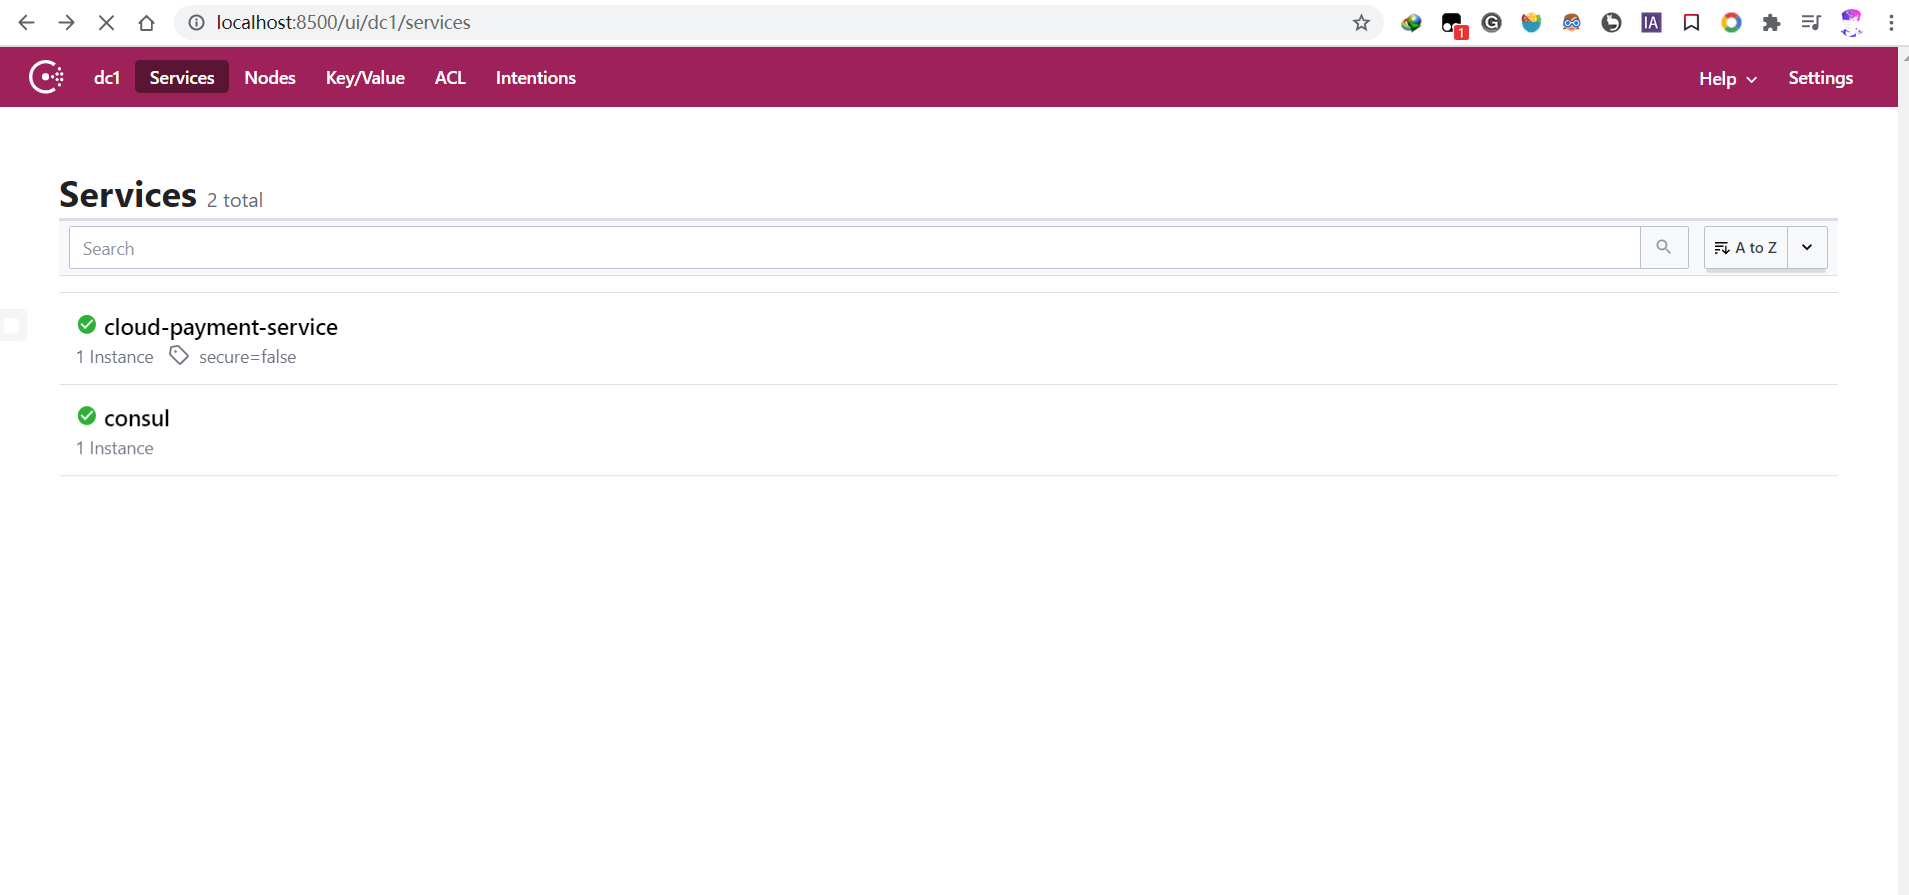 localhost:8500/ui/dc1/services
1
G
IA
dc1 Services Nodes Key/Value ACL Intentions Help Settings
Services 2 total
Search A to Z
cloud-payment-service
1 Instance secure=false
consul
1 Instance